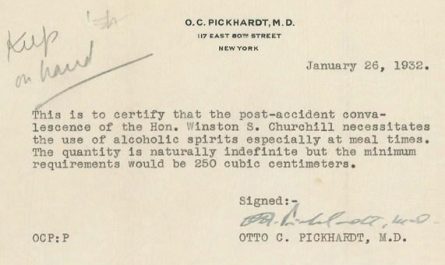 Keep
on hand
O. C. PICKHARDT, M.D.
117 EAST 80TH STREET
NEW YORK
January 26, 1932.
This is to certify that the post-accident conva-
lescence of the Hon. Winston S. Churchill necessitates
the use of alcoholic spirits especially at meal times.
The quantity is naturally indefinite but the minimum
requirements would be 250 cubic centimeters.
Signed:-
OCP:P
OTTO C. PICKHARDT, M.D.